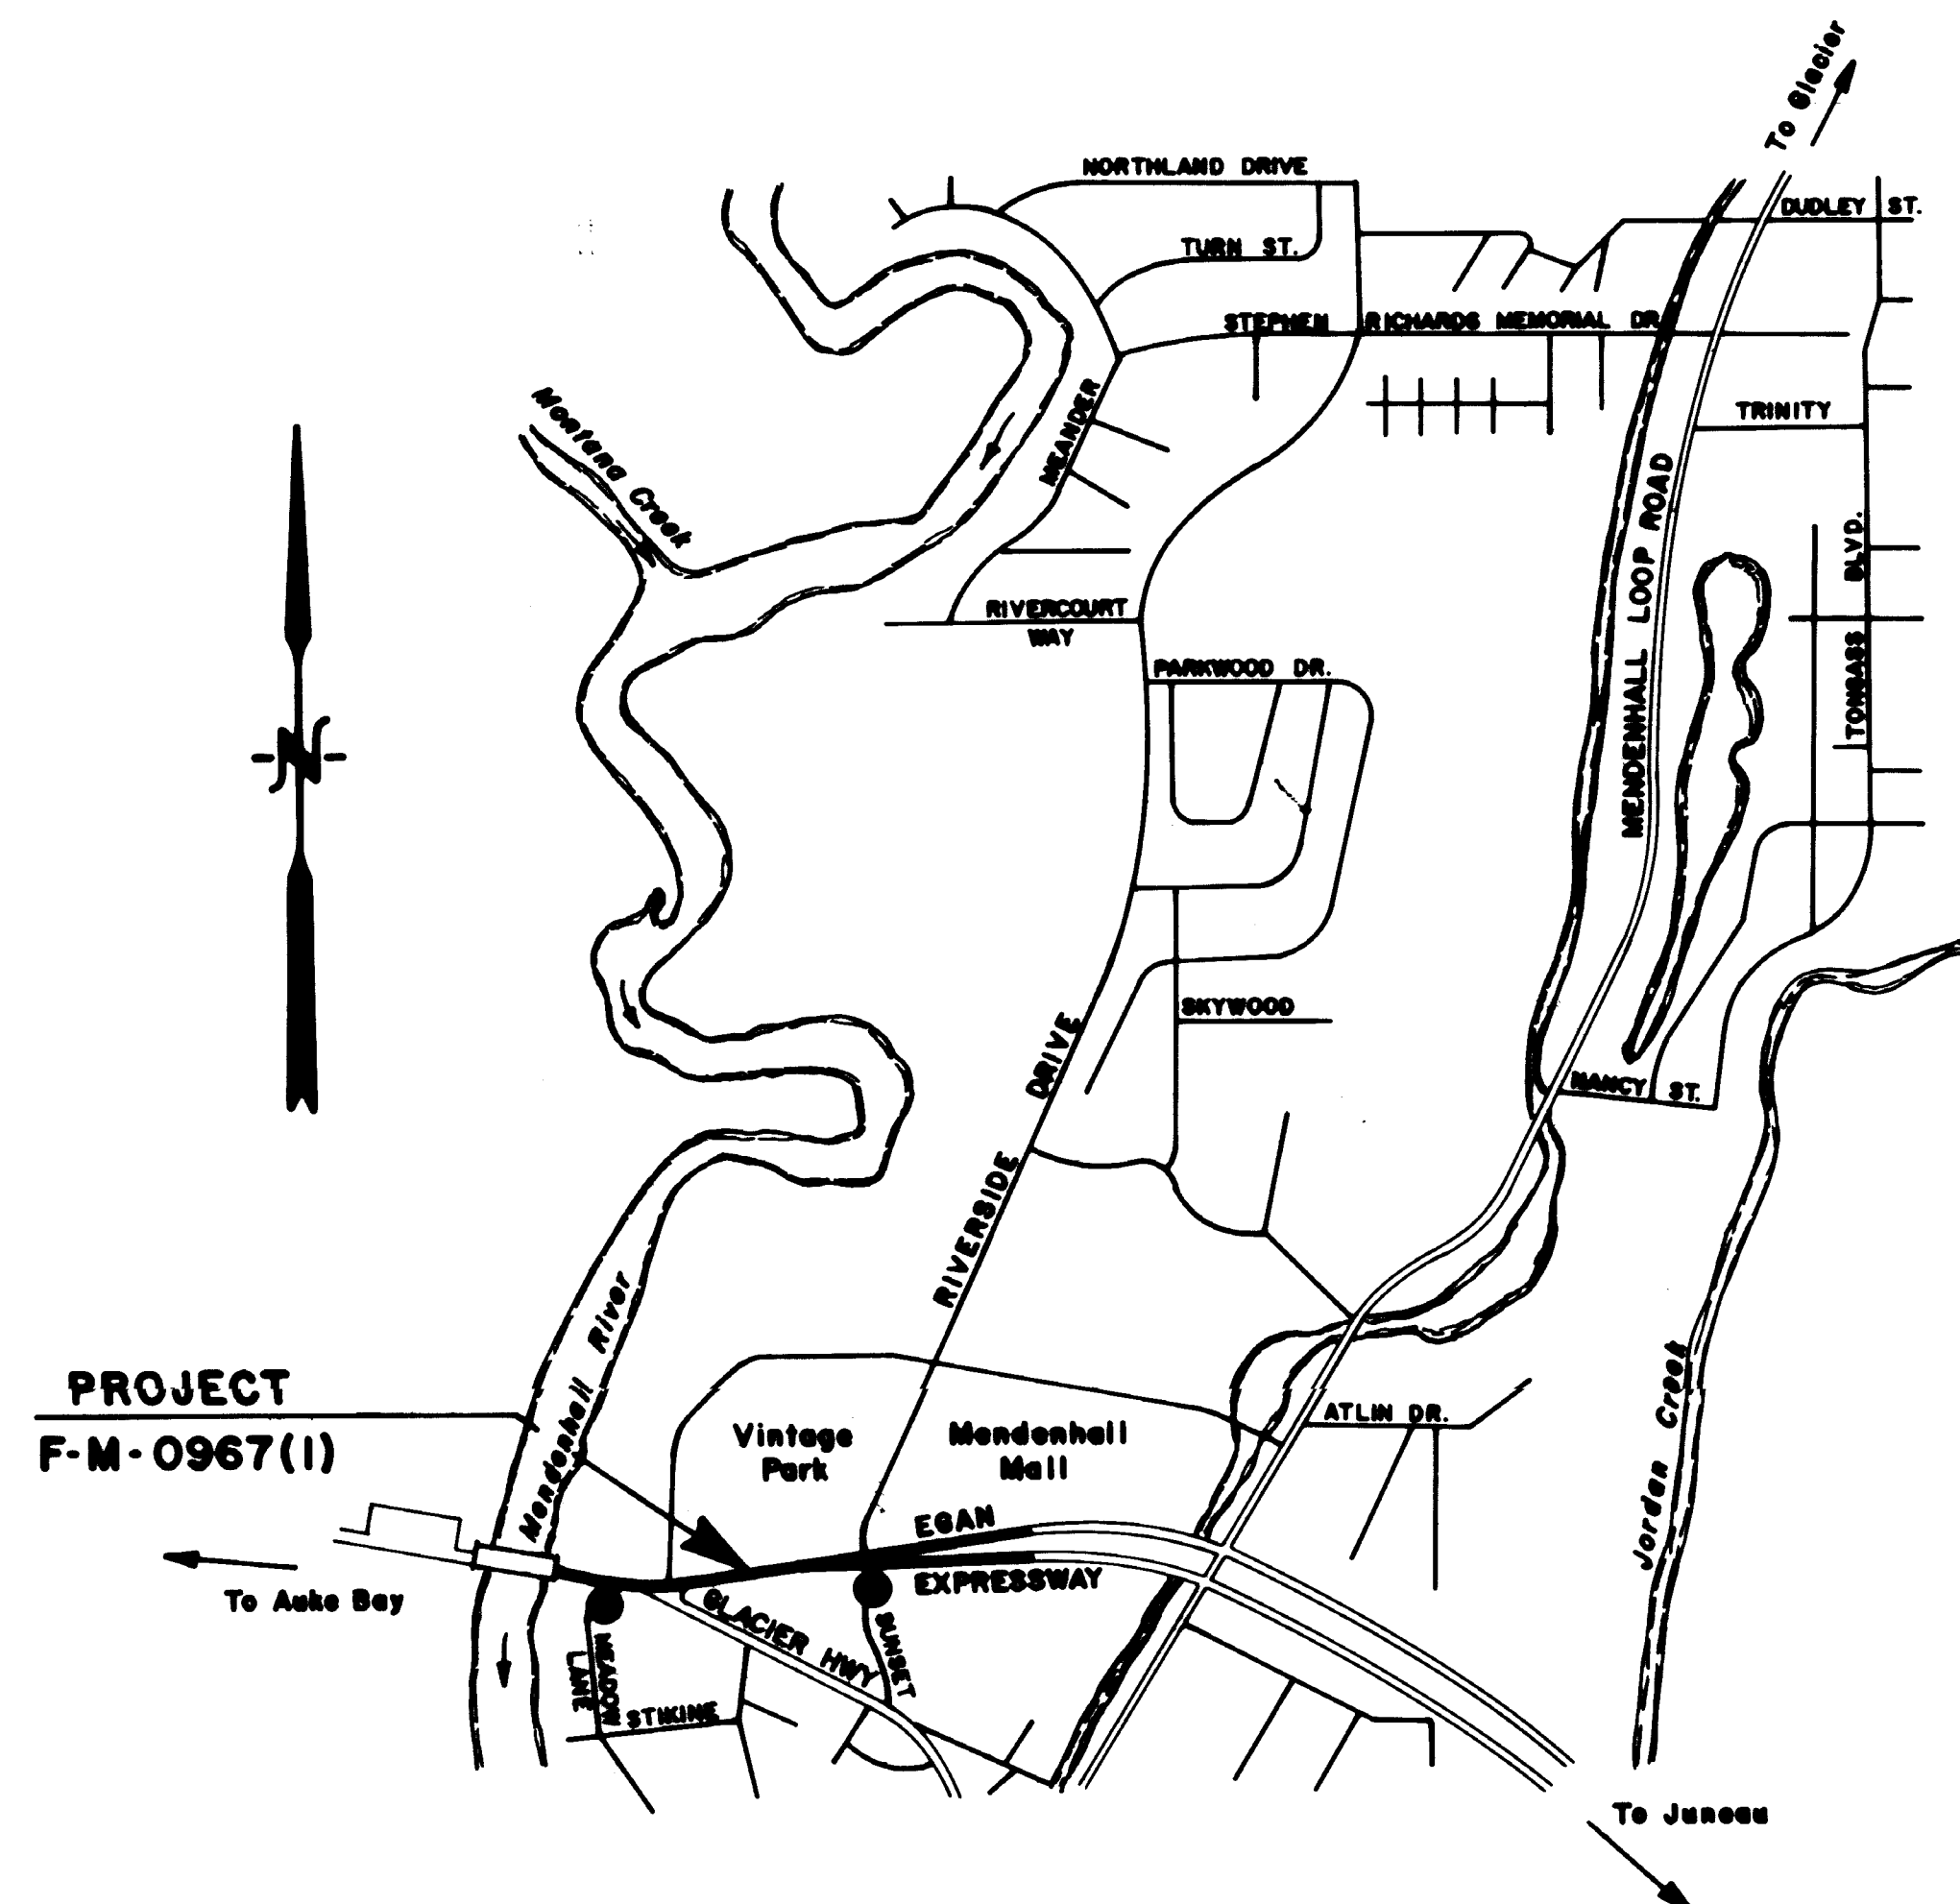 To Glacier
NORTHLAND DRIVE
DUDLEY ST.
TURN ST.
STEPHEN RICHARDS MEMORIAL DR.
MEANDER
TRINITY
Montana Creek
MENDENHALL LOOP ROAD
TONGASS BLVD.
RIVERCOURT
WAY
PARKWOOD DR.
N
SKYWOOD
NANCY ST.
RIVERSIDE DRIVE
Mendenhall River
Jordan Creek
PROJECT
F-M-0967(1)
ATLIN DR.
Vintage
Park
Mendenhall
Mall
EGAN
EXPRESSWAY
To Auke Bay
GLACIER HWY
SUNSET
MEADOW
LANE
STIKINE
To Juneau